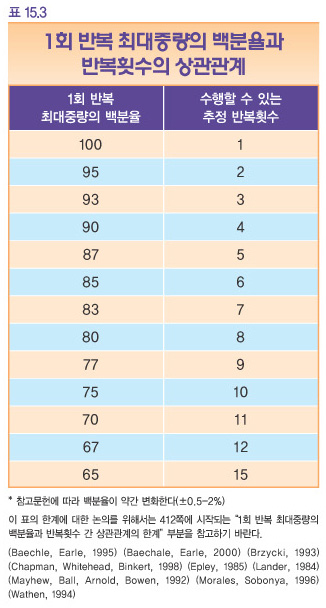 표 15.3
1회 반복 최대중량의 백분율과
반복횟수의 상관관계
1회 반복 최대중량의 백분율 수행할 수 있는 추정 반복횟수
100 1
95 2
93 3
90 4
87 5
85 6
83 7
80 8
77 9
75 10
70 11
67 12
65 15
* 참고문헌에 따라 백분율이 약간 변화한다(±0.5-2%)
이 표의 한계에 대한 논의를 위해서는 412쪽에 시작되는 “1회 반복 최대중량의
백분율과 반복횟수 간 상관관계의 한계” 부분을 참고하기 바란다.
(Baechle, Earle, 1995) (Baechale, Earle, 2000) (Brzycki, 1993)
(Chapman, Whitehead, Binkert, 1998) (Epley, 1985) (Lander, 1984)
(Mayhew, Ball, Arnold, Bowen, 1992) (Morales, Sobonya, 1996)
(Wathen, 1994)